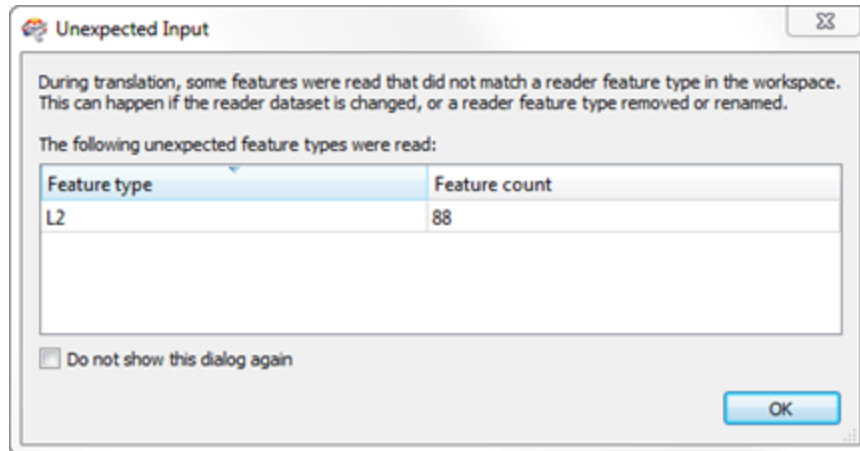 Unexpected Input
During translation, some features were read that did not match a reader feature type in the workspace.
This can happen if the reader dataset is changed, or a reader feature type removed or renamed.
The following unexpected feature types were read:
Feature type Feature count
L2 88
Do not show this dialog again
OK